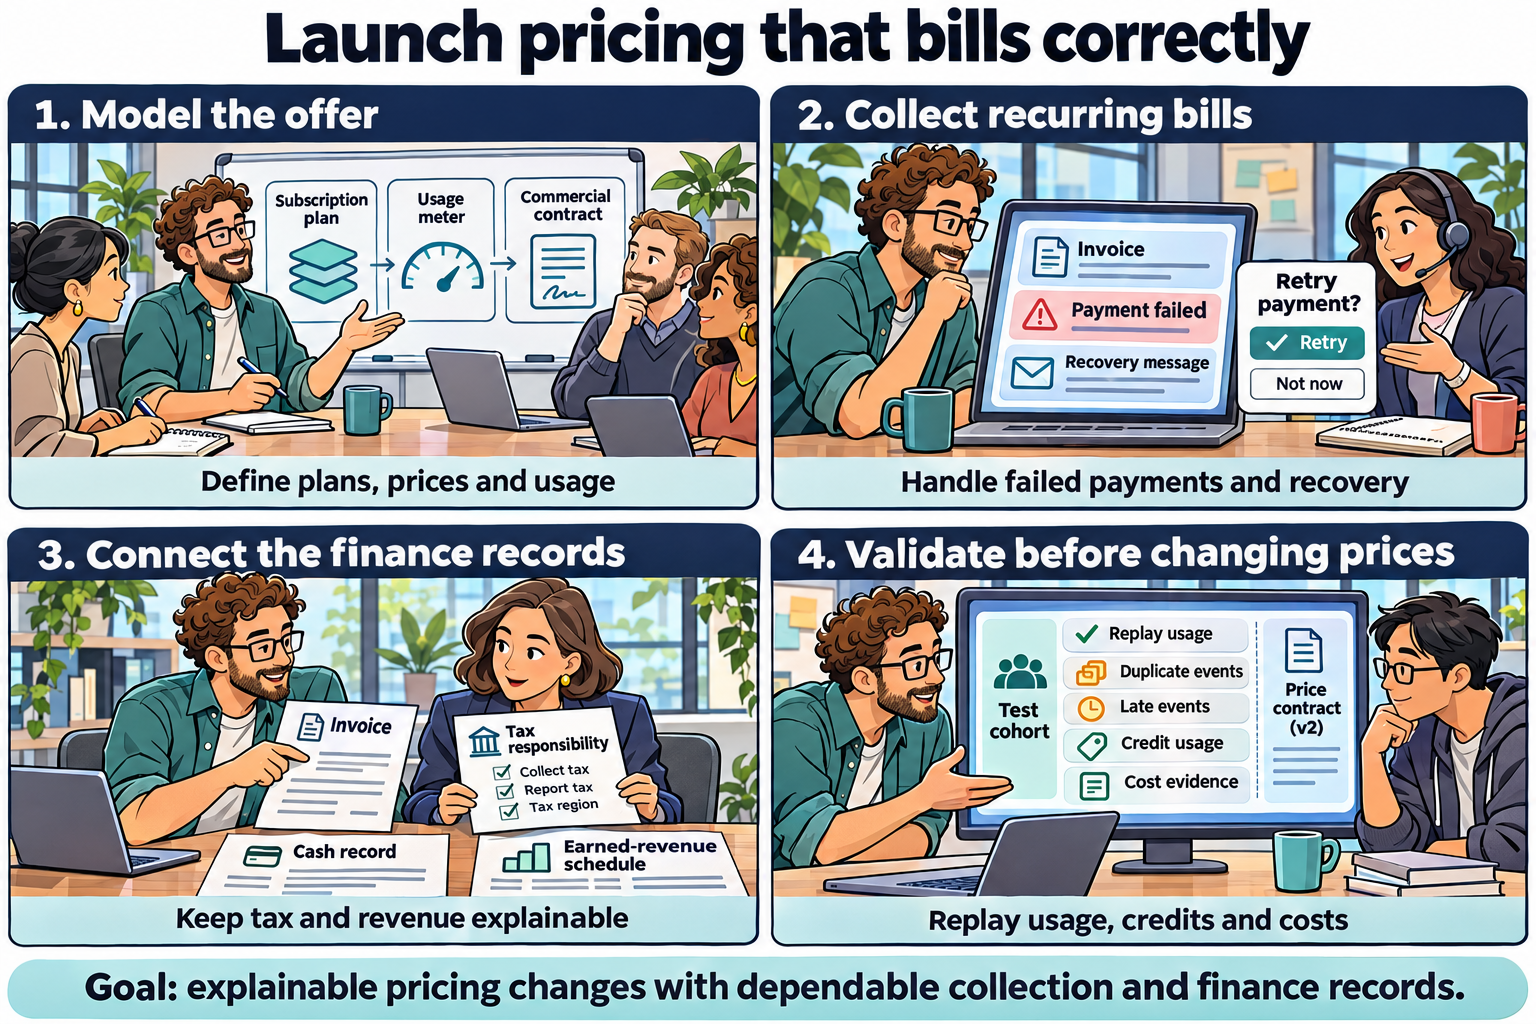 Launch pricing that bills correctly
1. Model the offer
Subscription
plan
Usage
meter
Commercial
contract
Define plans, prices and usage
2. Collect recurring bills
Invoice
Payment failed
Recovery message
Retry
payment?
Retry
Not now
Handle failed payments and recovery
3. Connect the finance records
Invoice
Tax
responsibility
Collect tax
Report tax
Tax region
Cash record
Earned-revenue
schedule
Keep tax and revenue explainable
4. Validate before changing prices
Test
cohort
Replay usage
Duplicate events
Late events
Credit usage
Cost evidence
Price
contract
(v2)
Replay usage, credits and costs
Goal: explainable pricing changes with dependable collection and finance records.